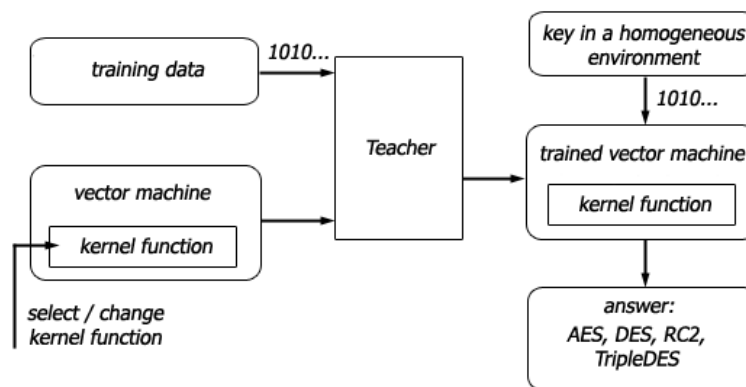 training data
1010...
Teacher
vector machine
kernel function
select / change
kernel function
key in a homogeneous
environment
1010...
trained vector machine
kernel function
answer:
AES, DES, RC2,
TripleDES